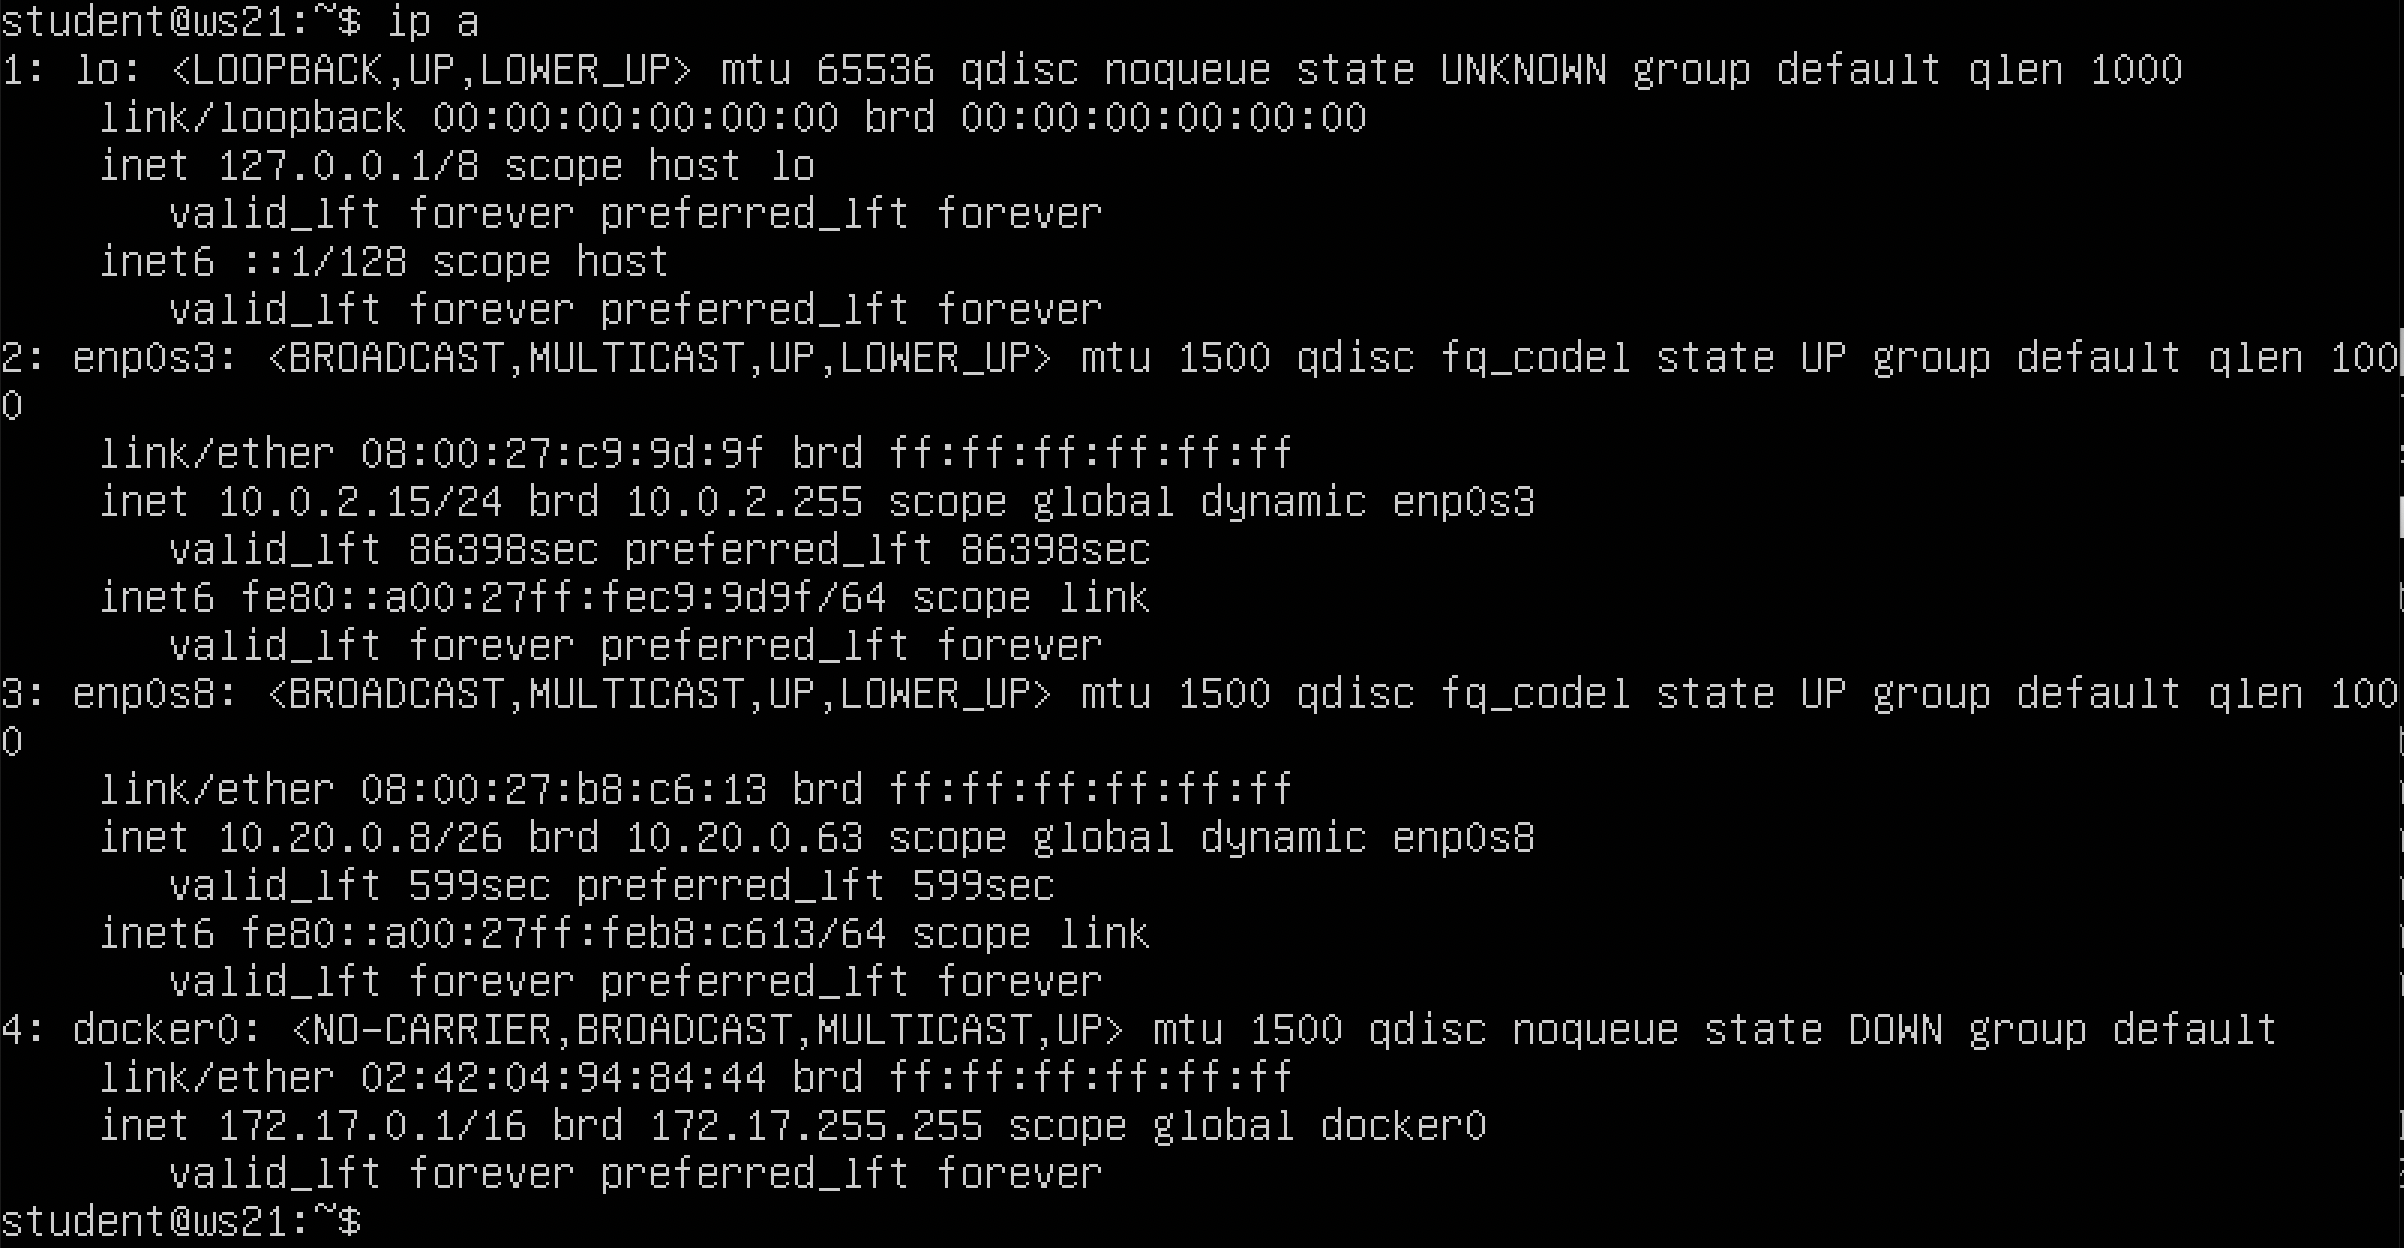 student@ws21:~$ ip a
1: lo: <LOOPBACK,UP,LOWER_UP> mtu 65536 qdisc noqueue state UNKNOWN group default qlen 1000
    link/loopback 00:00:00:00:00:00 brd 00:00:00:00:00:00
    inet 127.0.0.1/8 scope host lo
       valid_lft forever preferred_lft forever
    inet6 ::1/128 scope host
       valid_lft forever preferred_lft forever
2: enp0s3: <BROADCAST,MULTICAST,UP,LOWER_UP> mtu 1500 qdisc fq_codel state UP group default qlen 100
0
    link/ether 08:00:27:c9:9d:9f brd ff:ff:ff:ff:ff:ff
    inet 10.0.2.15/24 brd 10.0.2.255 scope global dynamic enp0s3
       valid_lft 86398sec preferred_lft 86398sec
    inet6 fe80::a00:27ff:fec9:9d9f/64 scope link
       valid_lft forever preferred_lft forever
3: enp0s8: <BROADCAST,MULTICAST,UP,LOWER_UP> mtu 1500 qdisc fq_codel state UP group default qlen 100
0
    link/ether 08:00:27:b8:c6:13 brd ff:ff:ff:ff:ff:ff
    inet 10.20.0.8/26 brd 10.20.0.63 scope global dynamic enp0s8
       valid_lft 599sec preferred_lft 599sec
    inet6 fe80::a00:27ff:feb8:c613/64 scope link
       valid_lft forever preferred_lft forever
4: docker0: <NO-CARRIER,BROADCAST,MULTICAST,UP> mtu 1500 qdisc noqueue state DOWN group default
    link/ether 02:42:04:94:84:44 brd ff:ff:ff:ff:ff:ff
    inet 172.17.0.1/16 brd 172.17.255.255 scope global docker0
       valid_lft forever preferred_lft forever
student@ws21:~$